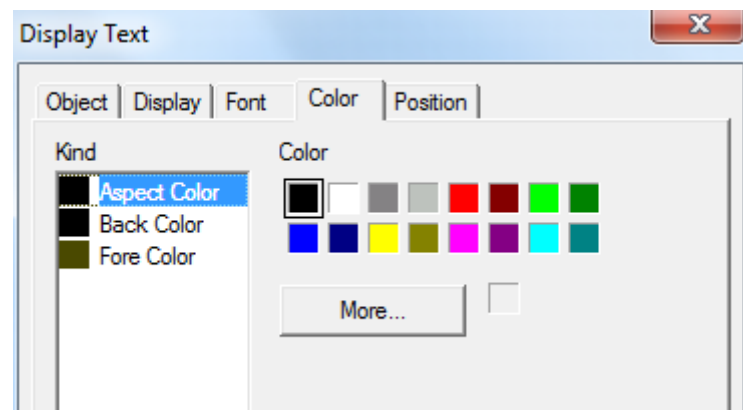 Display Text
Object Display Font Color Position
Kind Color
Aspect Color
Back Color
Fore Color
More...